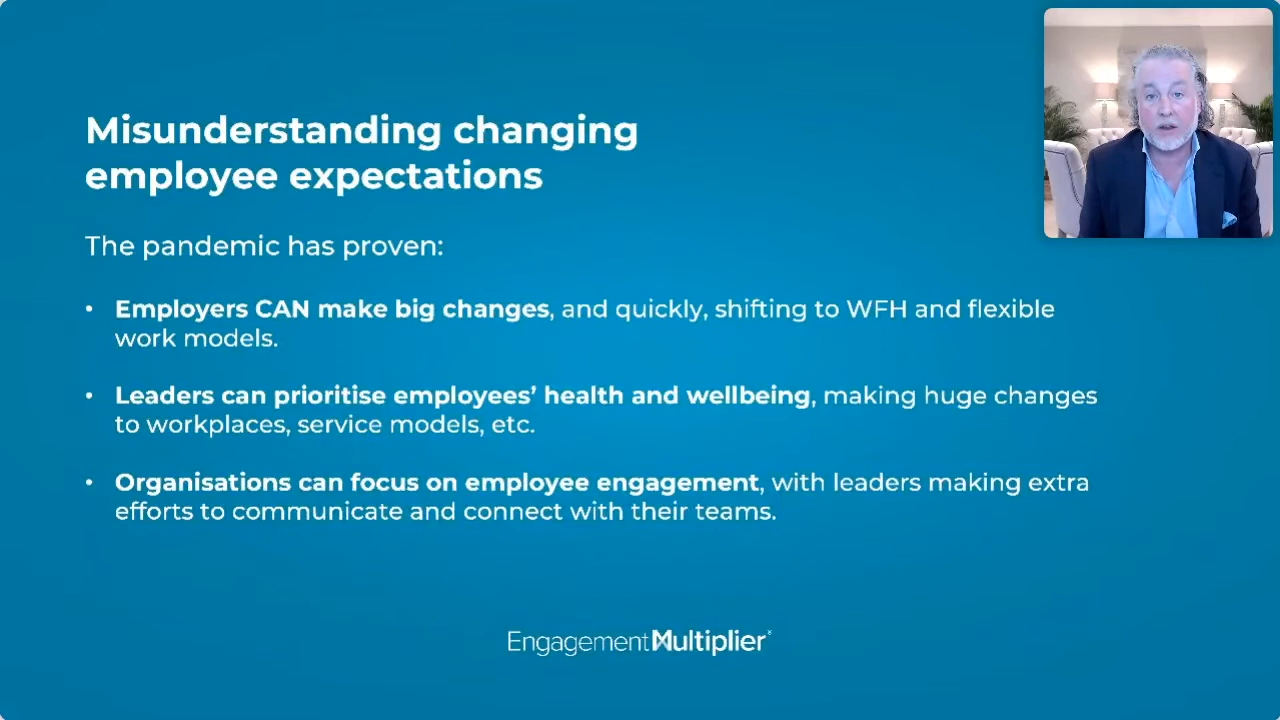 Misunderstanding changing
employee expectations
The pandemic has proven:
• Employers CAN make big changes, and quickly, shifting to WFH and flexible
work models.
• Leaders can prioritise employees’ health and wellbeing, making huge changes
to workplaces, service models, etc.
• Organisations can focus on employee engagement, with leaders making extra
efforts to communicate and connect with their teams.
EngagementMultiplier